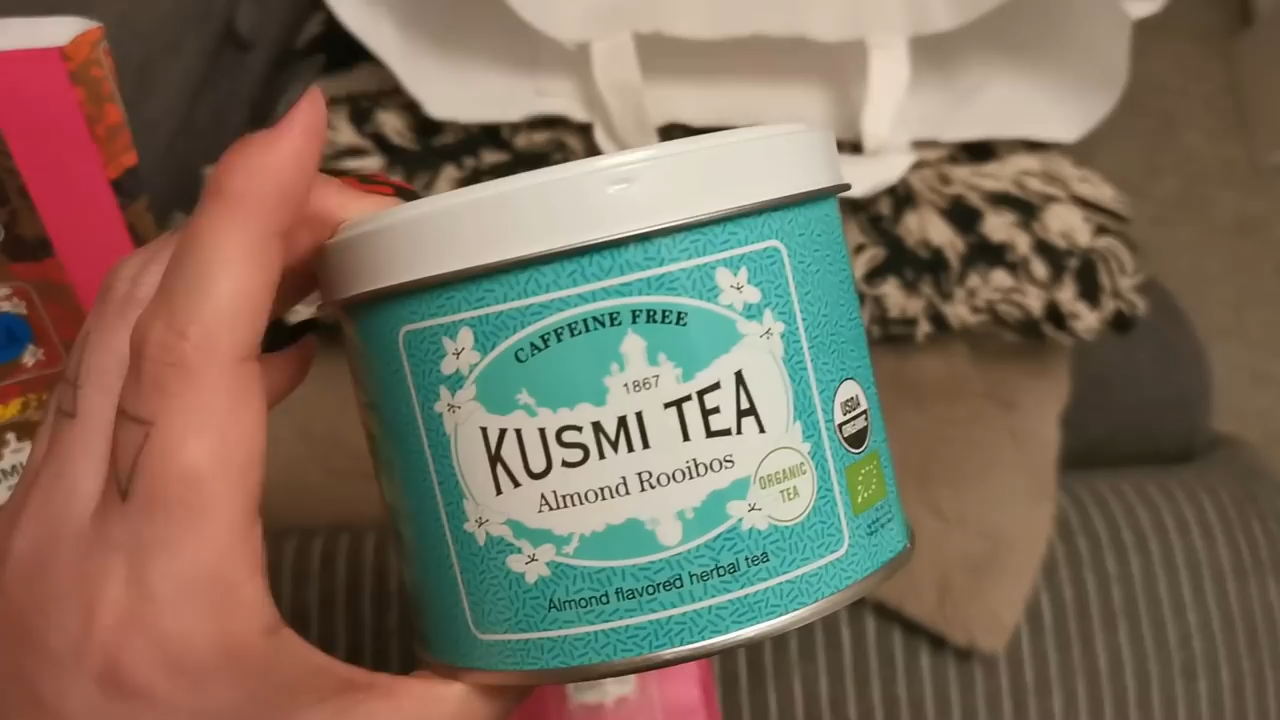 CAFFEINE FREE
1867
KUSMI TEA
Almond Rooibos
ORGANIC
TEA
Almond flavored herbal tea
USDA
ORGANIC